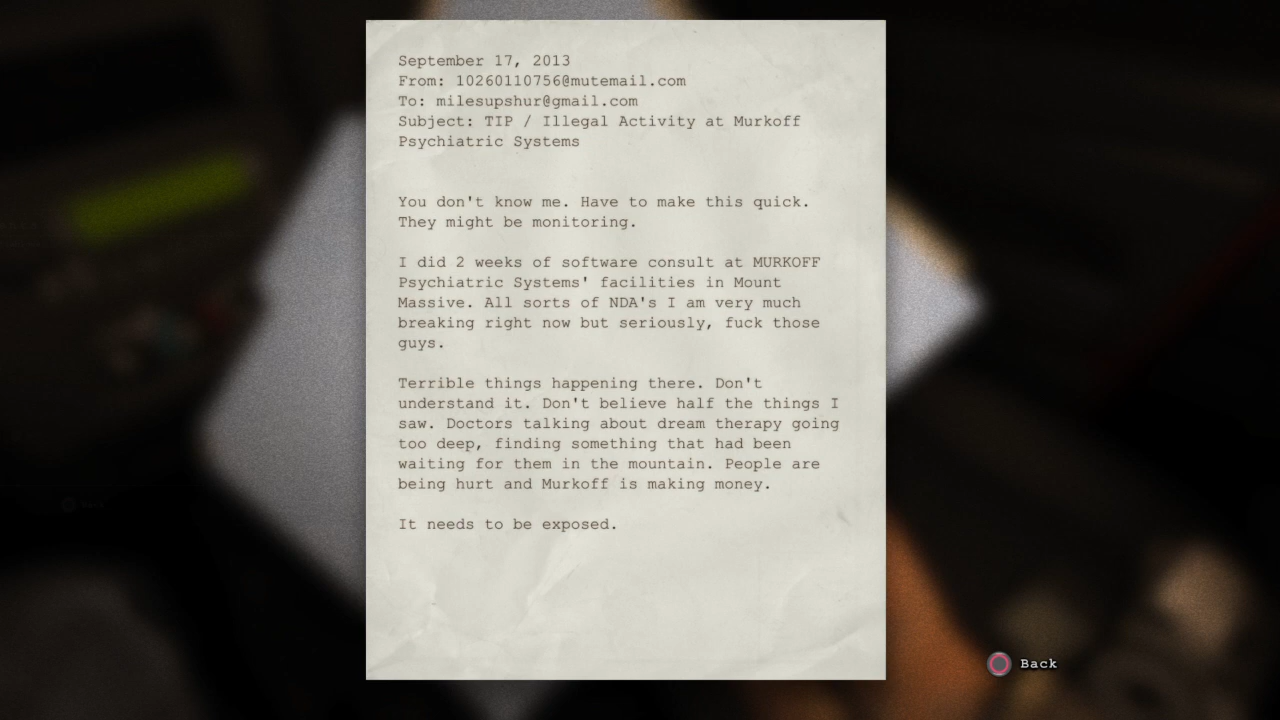 September 17, 2013
From: 10260110756@mutemail.com
To: milesupshur@gmail.com
Subject: TIP / Illegal Activity at Murkoff
Psychiatric Systems
You don't know me. Have to make this quick.
They might be monitoring.
I did 2 weeks of software consult at MURKOFF
Psychiatric Systems' facilities in Mount
Massive. All sorts of NDA's I am very much
breaking right now but seriously, fuck those
guys.
Terrible things happening there. Don't
understand it. Don't believe half the things I
saw. Doctors talking about dream therapy going
too deep, finding something that had been
waiting for them in the mountain. People are
being hurt and Murkoff is making money.
It needs to be exposed.
Back